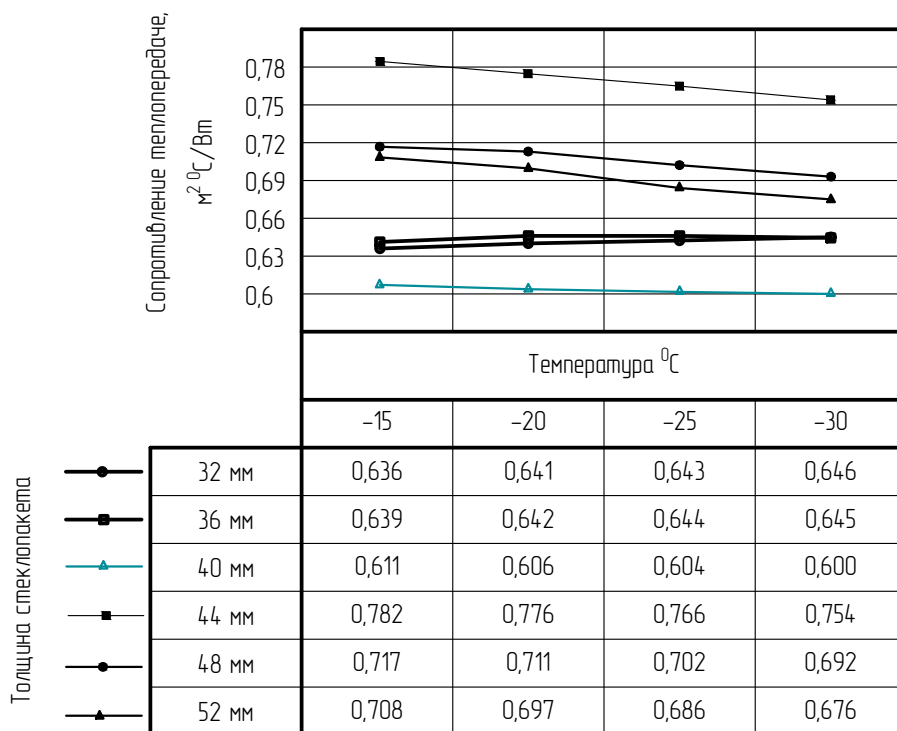 Сопротивление теплопередаче,
м² ⁰С/Вт
0,78
0,75
0,72
0,69
0,66
0,63
0,6
Температура ⁰С
–15 –20 –25 –30
Толщина стеклопакета
32 мм 0,636 0,641 0,643 0,646
36 мм 0,639 0,642 0,644 0,645
40 мм 0,611 0,606 0,604 0,600
44 мм 0,782 0,776 0,766 0,754
48 мм 0,717 0,711 0,702 0,692
52 мм 0,708 0,697 0,686 0,676